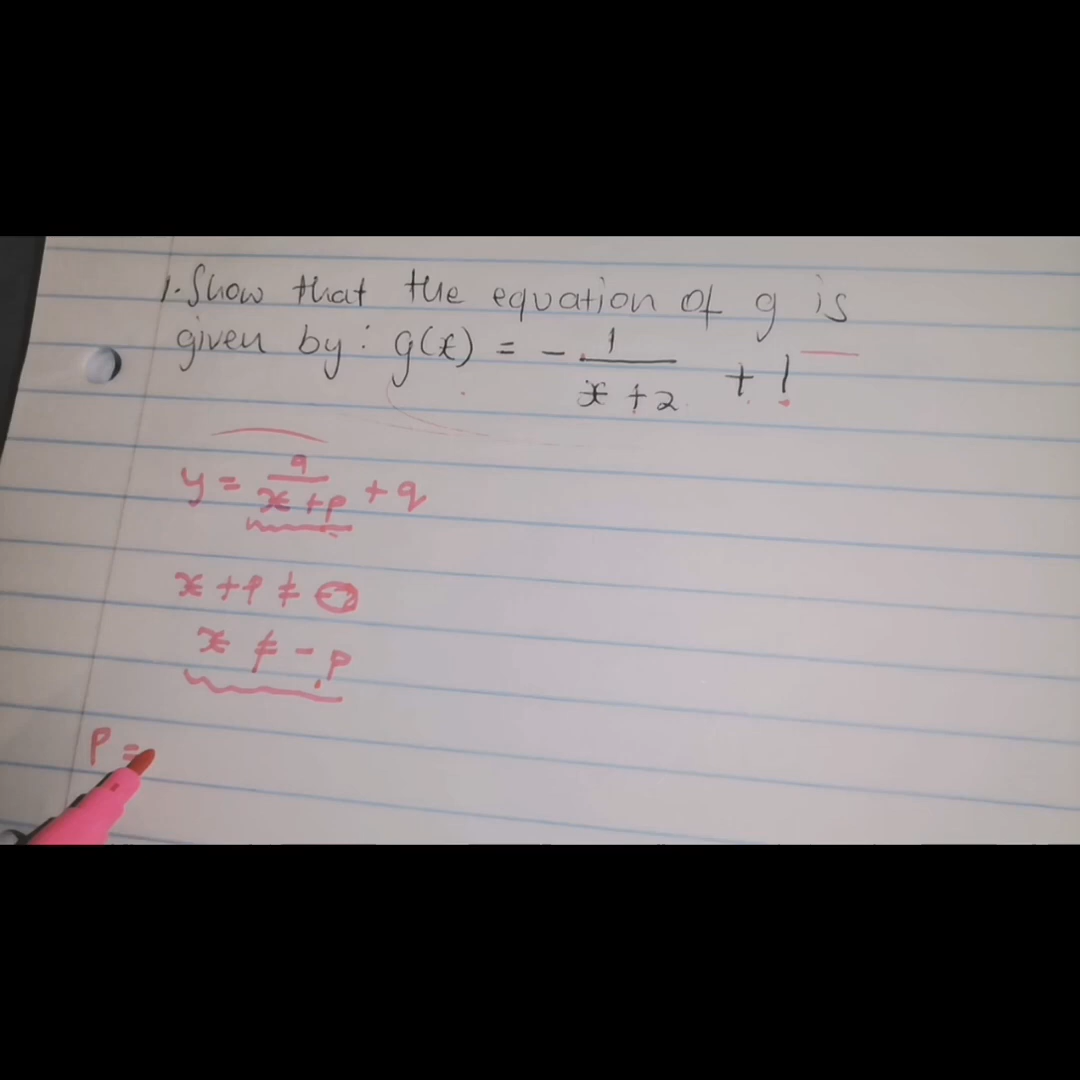 1. Show that the equation of g is
given by: g(x) = - 1/(x + 2) + 1
y = a/(x + p) + q
x + p ≠ 0
x ≠ - p
p =